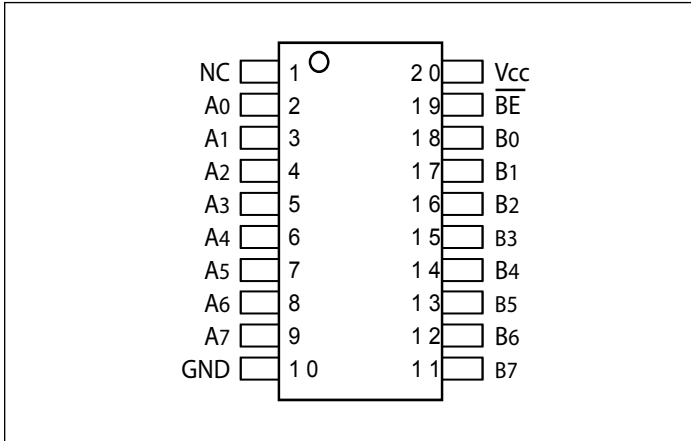 NC 1 20 Vcc
A0 2 19 B̅E̅
A1 3 18 B0
A2 4 17 B1
A3 5 16 B2
A4 6 15 B3
A5 7 14 B4
A6 8 13 B5
A7 9 12 B6
GND 10 11 B7